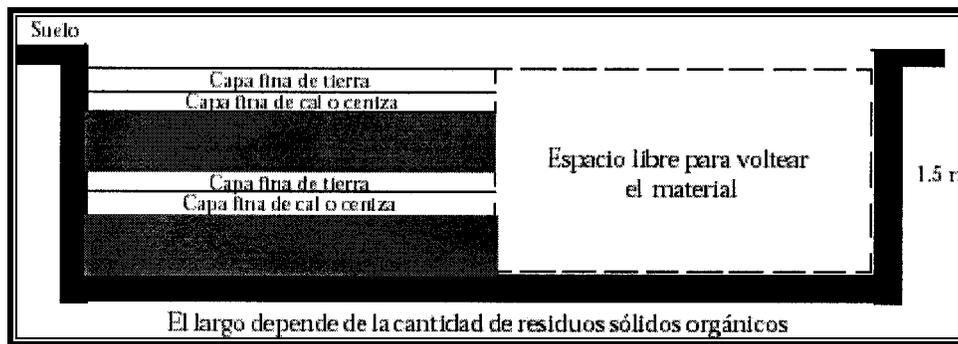 Suelo
Capa fina de tierra
Capa fina de cal o ceniza
Capa fina de tierra
Capa fina de cal o ceniza
Espacio libre para voltear
el material
1.5
El largo depende de la cantidad de residuos sólidos orgánicos